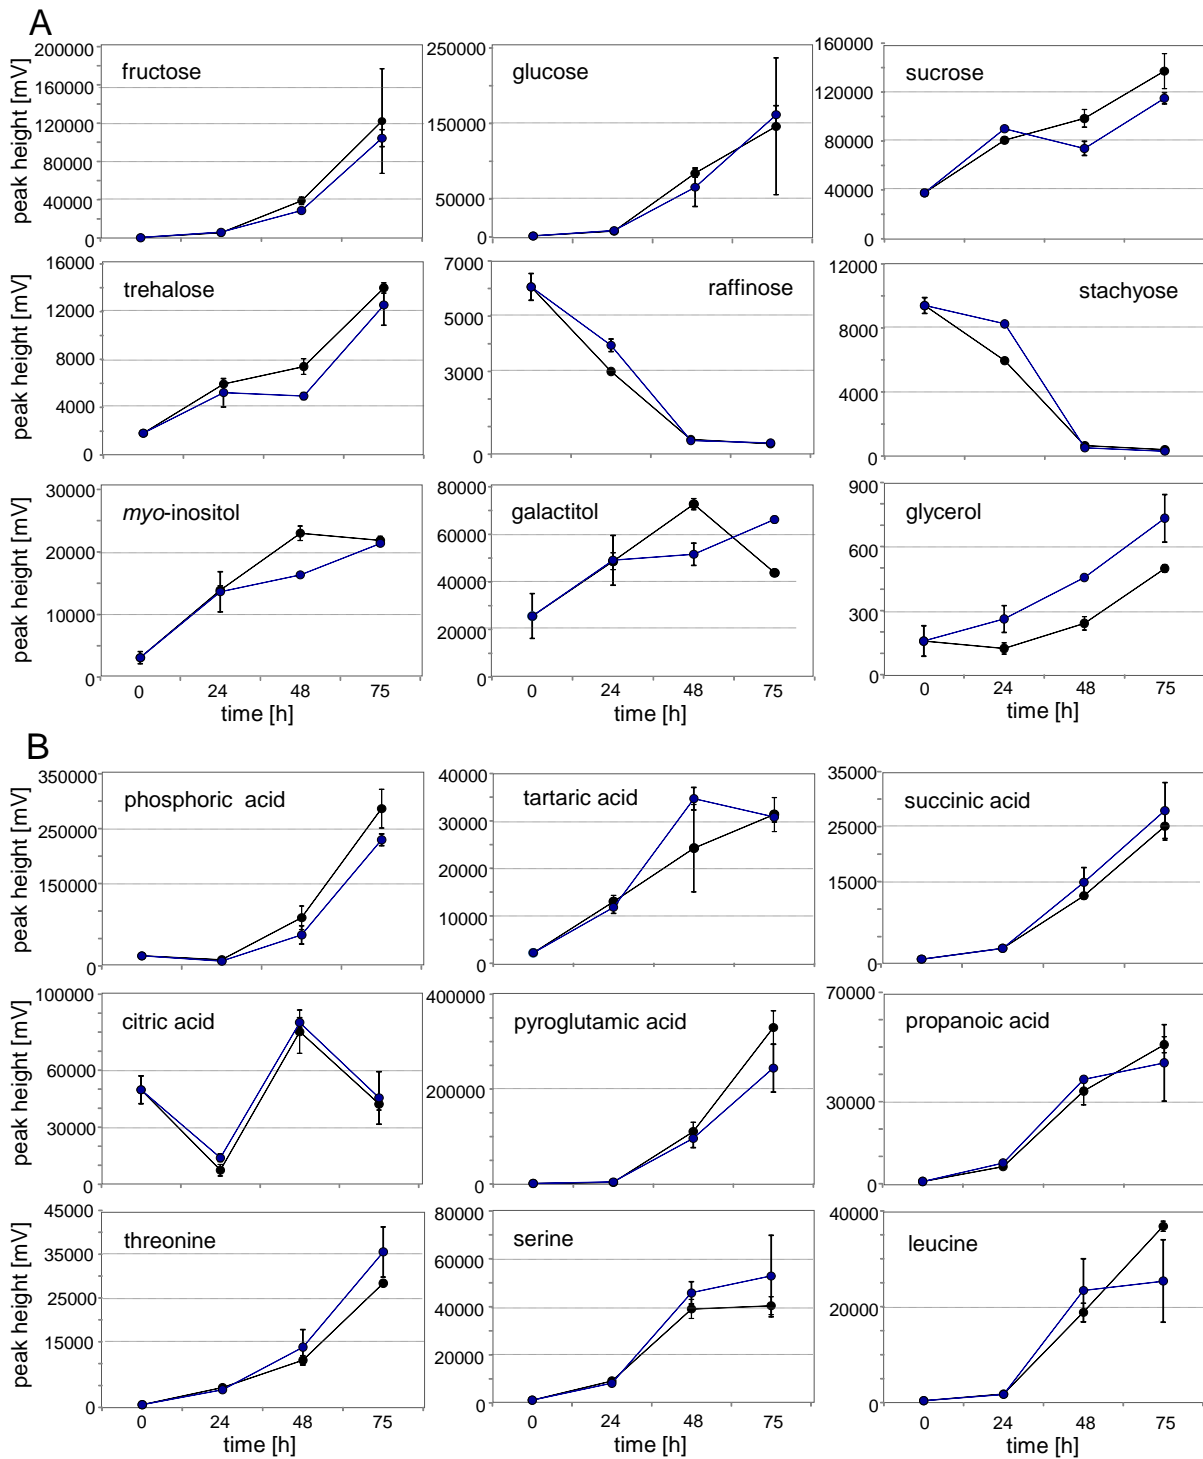 A
peak height [mV]
200000
160000
120000
80000
40000
0
fructose
250000
150000
50000
0
glucose
160000
120000
80000
40000
0
sucrose
peak height [mV]
16000
12000
8000
4000
0
trehalose
7000
5000
3000
0
raffinose
12000
8000
4000
0
stachyose
peak height [mV]
30000
20000
10000
0
myo-inositol
0 24 48 75
time [h]
80000
60000
40000
20000
0
galactitol
0 24 48 75
time [h]
900
600
300
0
glycerol
0 24 48 75
time [h]
B
peak height [mV]
350000
250000
150000
0
phosphoric acid
40000
30000
20000
10000
0
tartaric acid
35000
25000
15000
0
succinic acid
peak height [mV]
100000
60000
30000
0
citric acid
400000
200000
0
pyroglutamic acid
70000
30000
0
propanoic acid
peak height [mV]
45000
35000
25000
15000
0
threonine
0 24 48 75
time [h]
80000
60000
40000
20000
0
serine
0 24 48 75
time [h]
40000
20000
0
leucine
0 24 48 75
time [h]